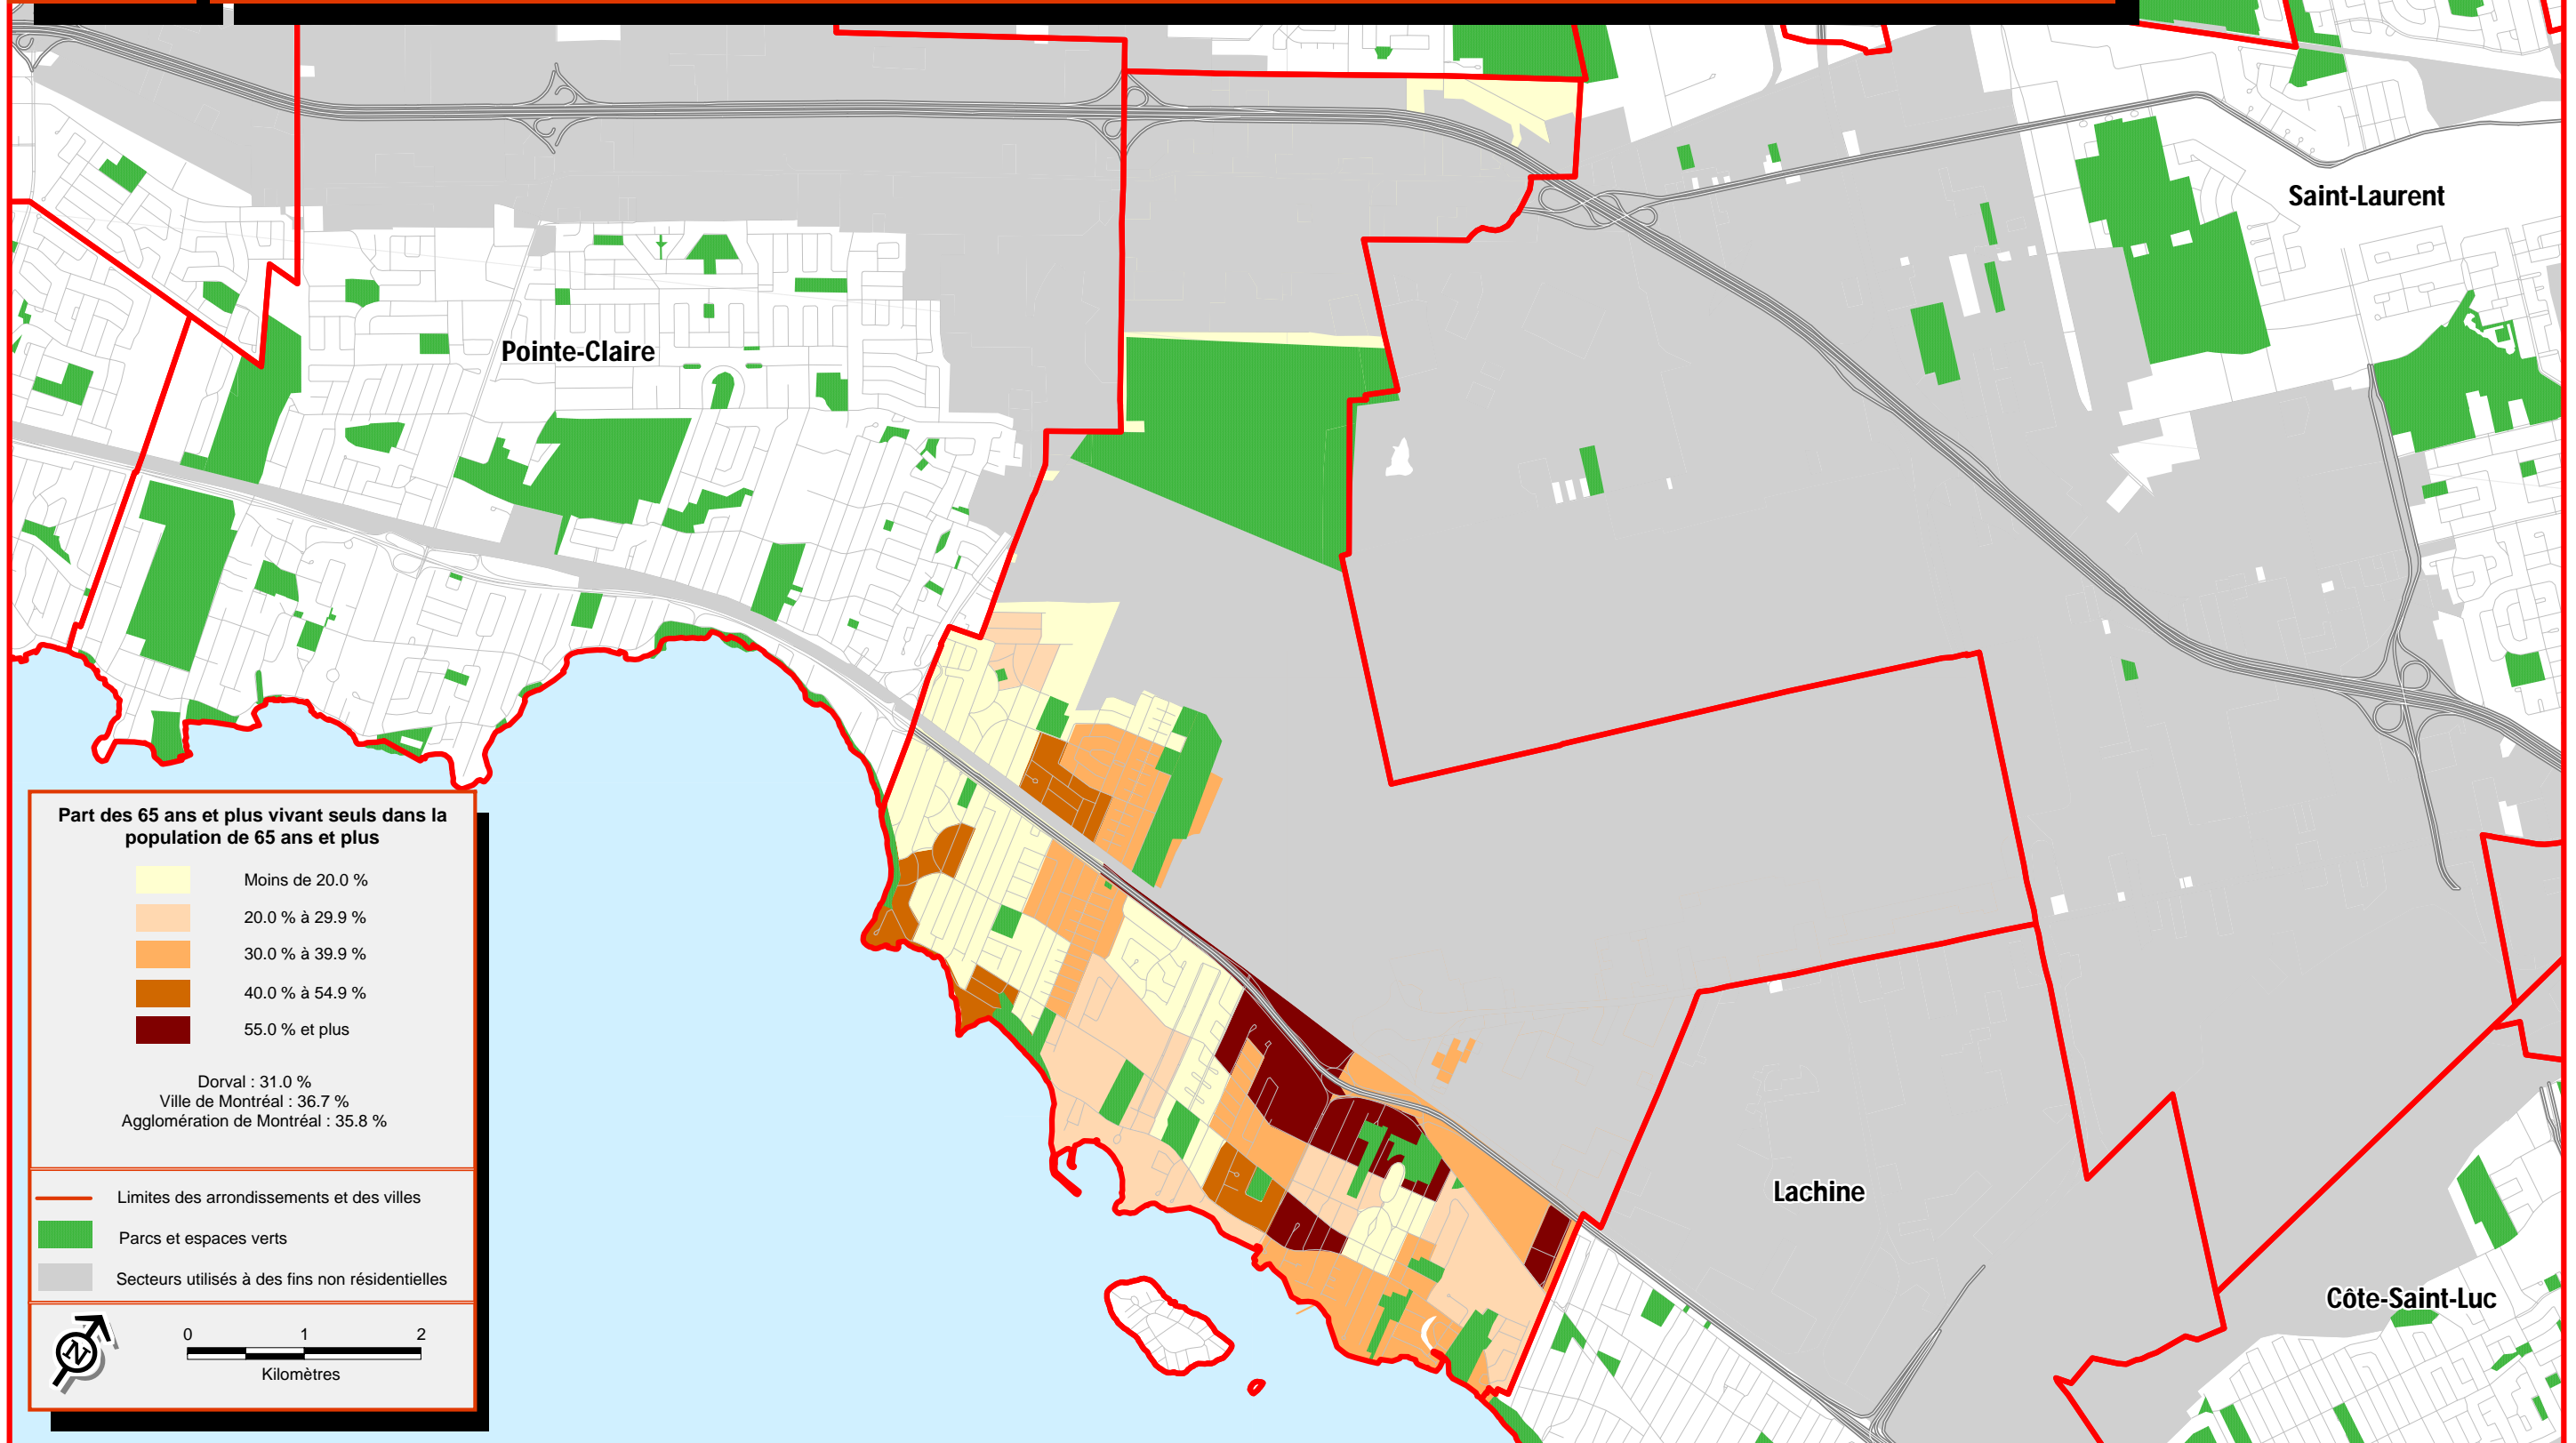 Saint-Laurent
Pointe-Claire
Part des 65 ans et plus vivant seuls dans la
population de 65 ans et plus
Moins de 20.0 %
20.0 % à 29.9 %
30.0 % à 39.9 %
40.0 % à 54.9 %
55.0 % et plus
Dorval : 31.0 %
Ville de Montréal : 36.7 %
Agglomération de Montréal : 35.8 %
Lachine
Limites des arrondissements et des villes
Parcs et espaces verts
Secteurs utilisés à des fins non résidentielles
Côte-Saint-Luc
N
0 1 2
Kilomètres